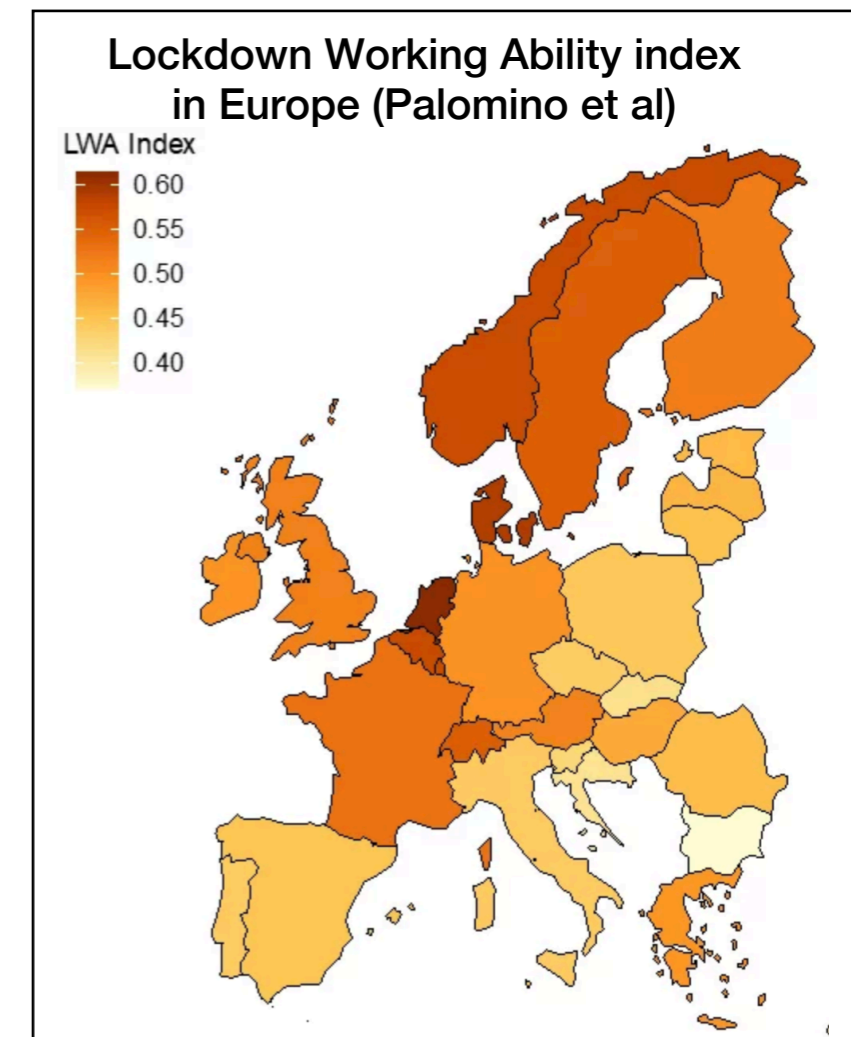 Lockdown Working Ability index
in Europe (Palomino et al)
LWA Index
0.60
0.55
0.50
0.45
0.40